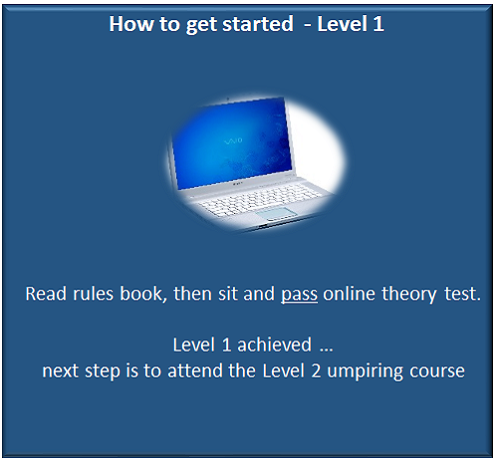 How to get started  - Level 1
VAIO
Read rules book, then sit and pass online theory test.
Level 1 achieved ...
next step is to attend the Level 2 umpiring course